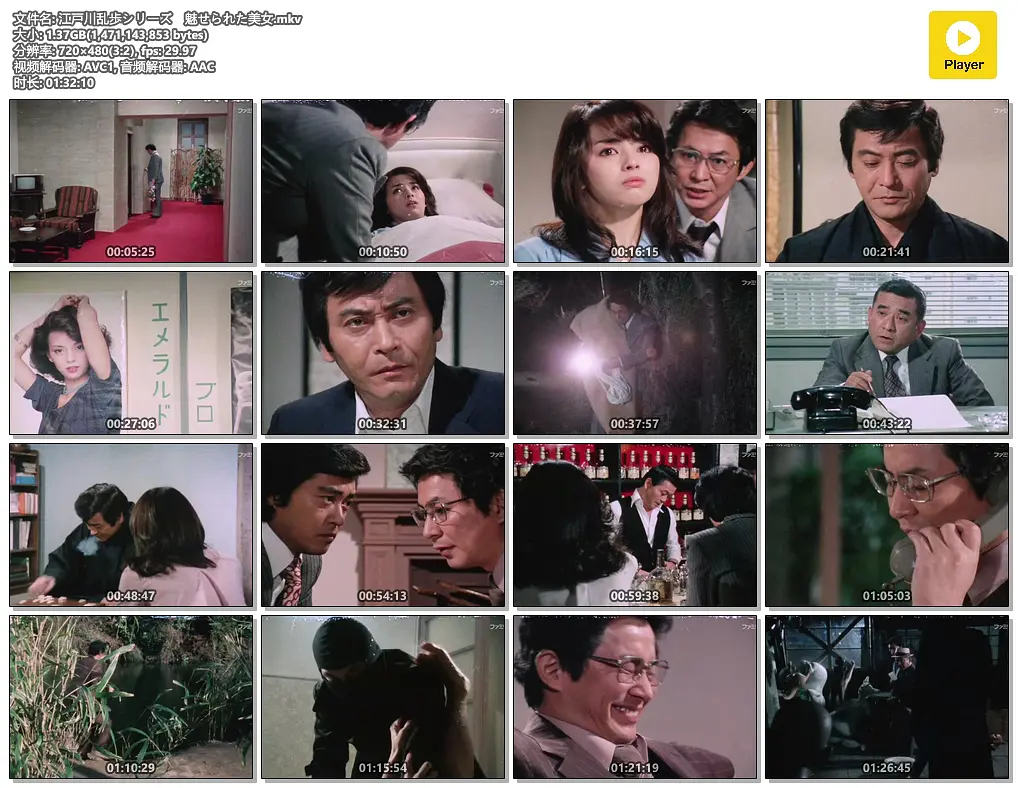 文件名: 江戸川乱歩シリーズ　魅せられた美女.mkv
大小: 1.37GB(1,471,143,853 bytes)
分辨率: 720×480(3:2), fps: 29.97
视频解码器: AVC1, 音频解码器: AAC
时长: 01:32:10
Player
00:05:25
00:10:50
00:16:15
00:21:41
エメラルド
プロ
00:27:06
00:32:31
00:37:57
00:43:22
00:48:47
00:54:13
00:59:38
01:05:03
01:10:29
01:15:54
01:21:19
01:26:45